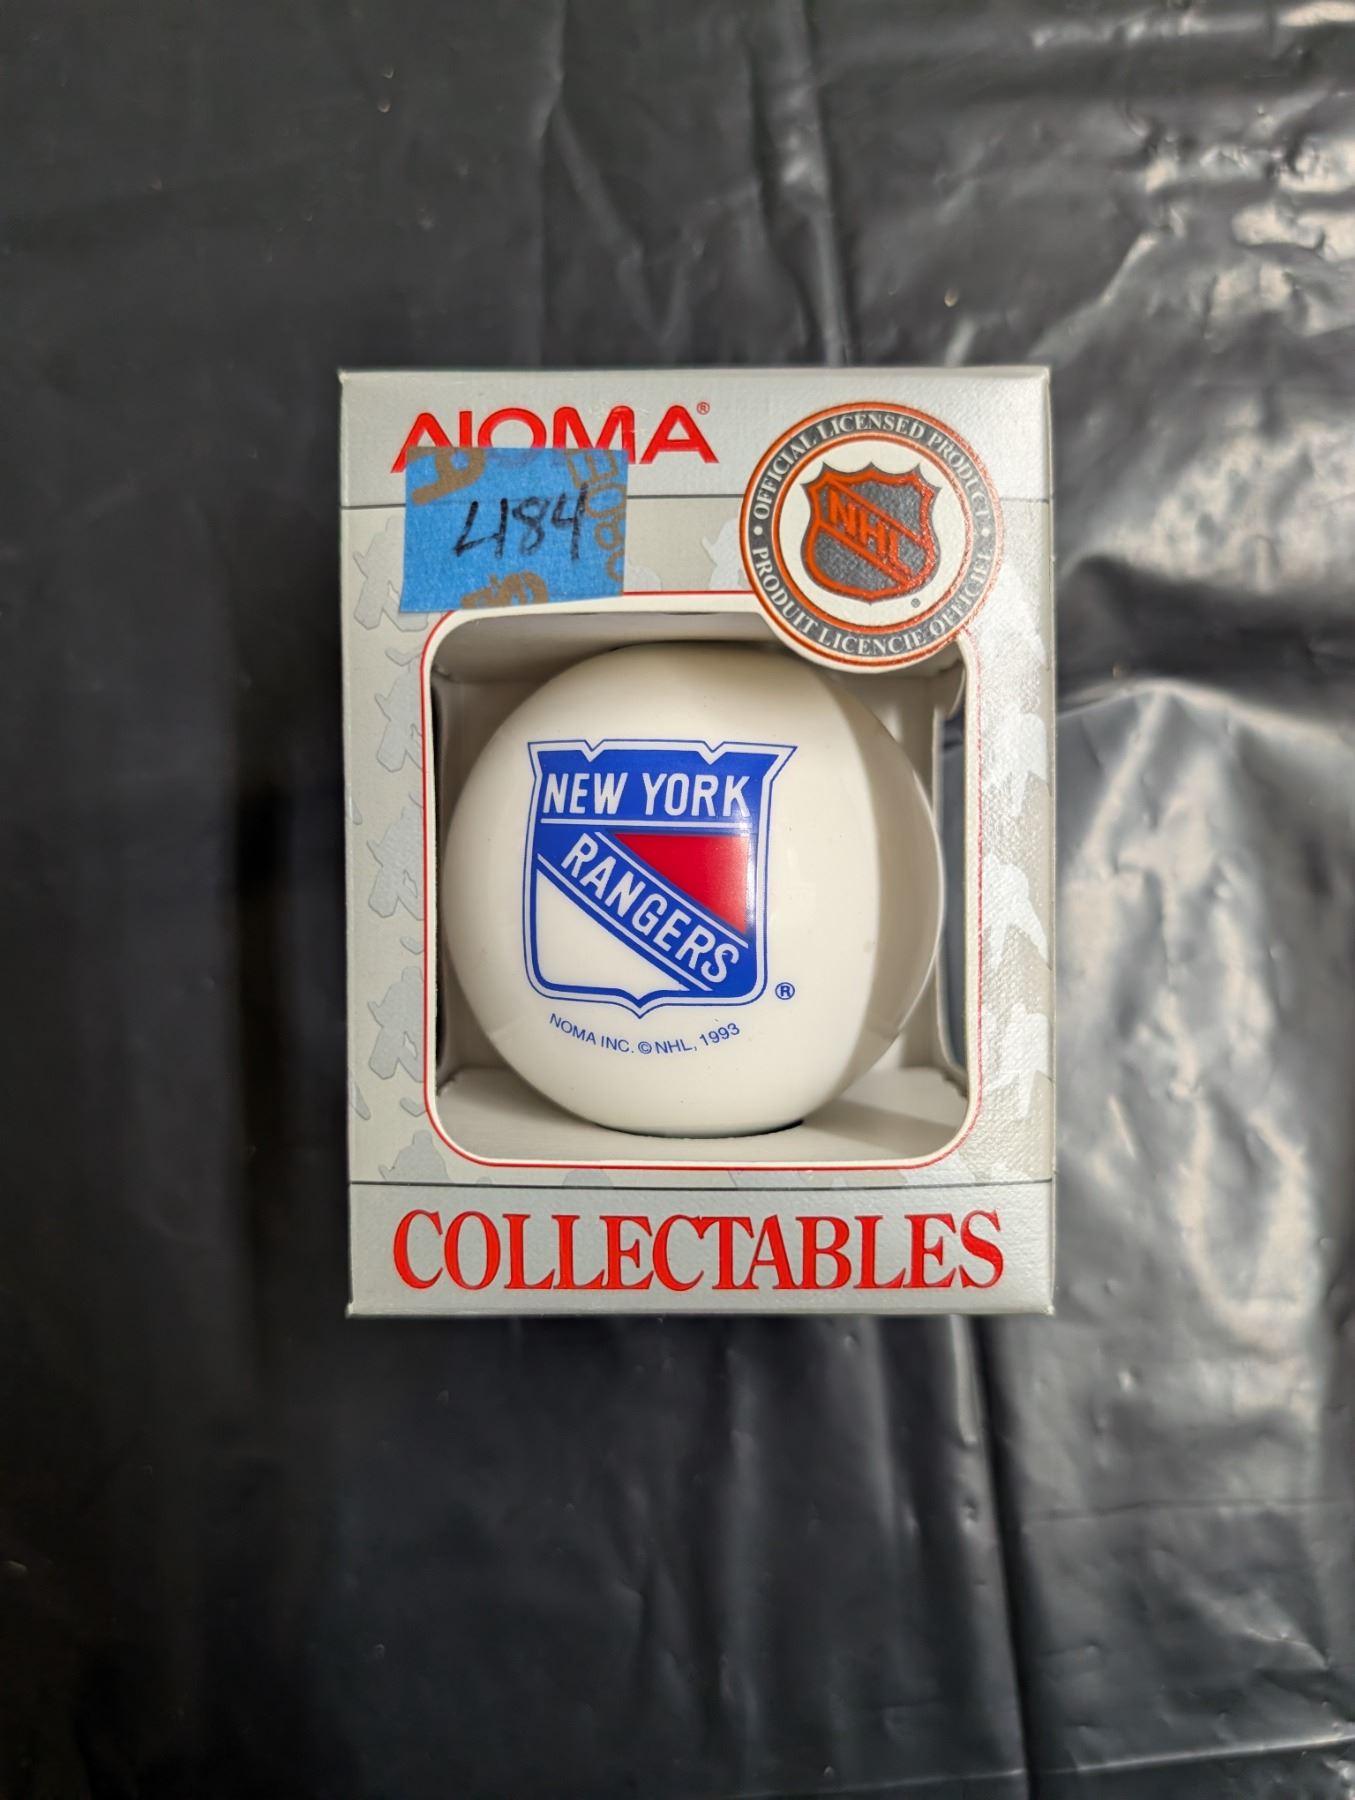 NOMA®
484
• OFFICIAL LICENSED PRODUCT •
PRODUIT LICENCIE OFFICIEL
NHL
NEW YORK
RANGERS
®
NOMA INC. © NHL, 1993
COLLECTABLES